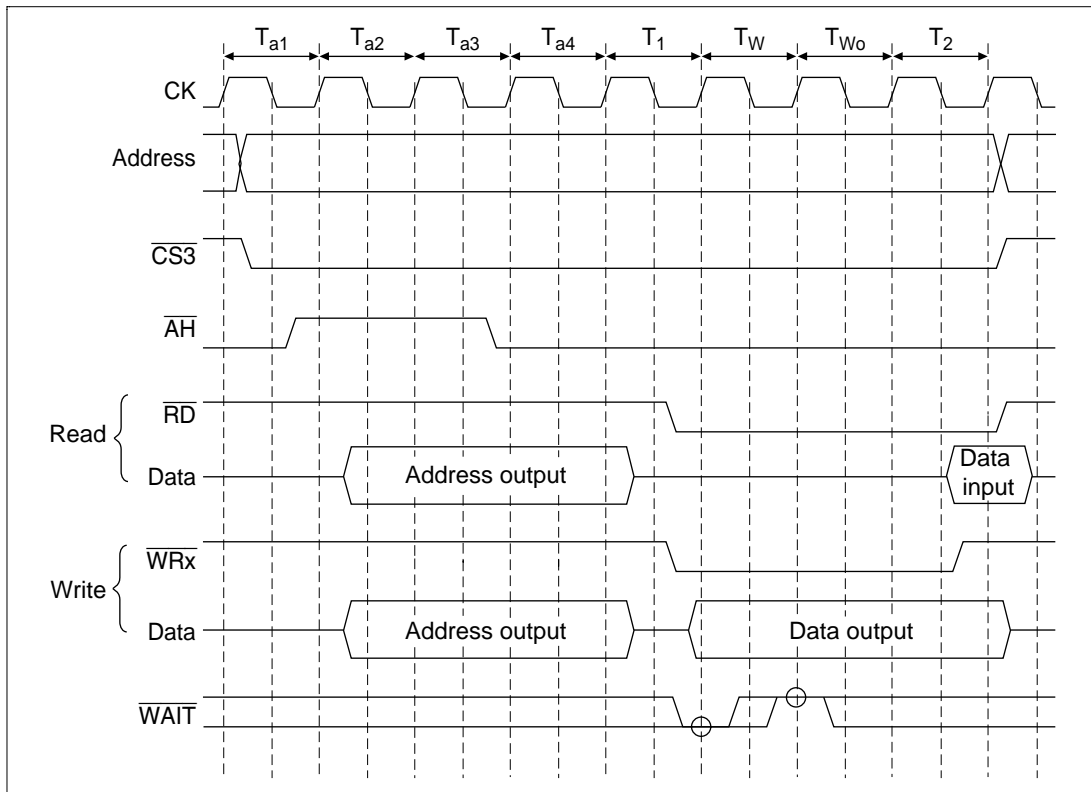 Ta1 Ta2 Ta3 Ta4 T1 TW TWo T2
CK
Address
CS3
AH
RD
Read
Data Address output Data
input
WRx
Write
Data Address output Data output
WAIT